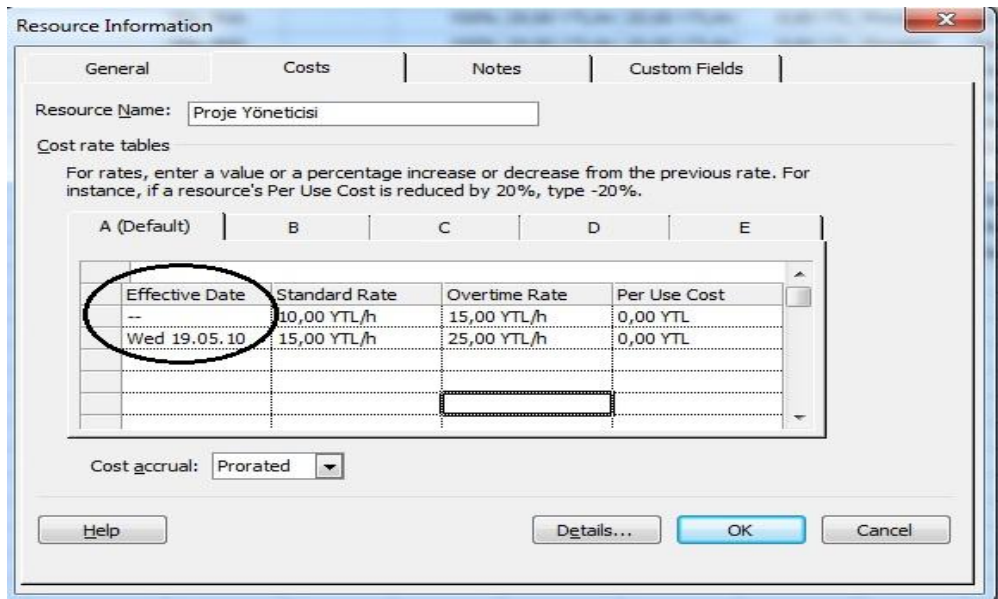 Resource Information
General Costs Notes Custom Fields
Resource Name: Proje Yöneticisi
Cost rate tables
For rates, enter a value or a percentage increase or decrease from the previous rate. For
instance, if a resource's Per Use Cost is reduced by 20%, type -20%.
A (Default) B C D E
Effective Date Standard Rate Overtime Rate Per Use Cost
-- 10,00 YTL/h 15,00 YTL/h 0,00 YTL
Wed 19.05.10 15,00 YTL/h 25,00 YTL/h 0,00 YTL
Cost accrual: Prorated
Help Details... OK Cancel